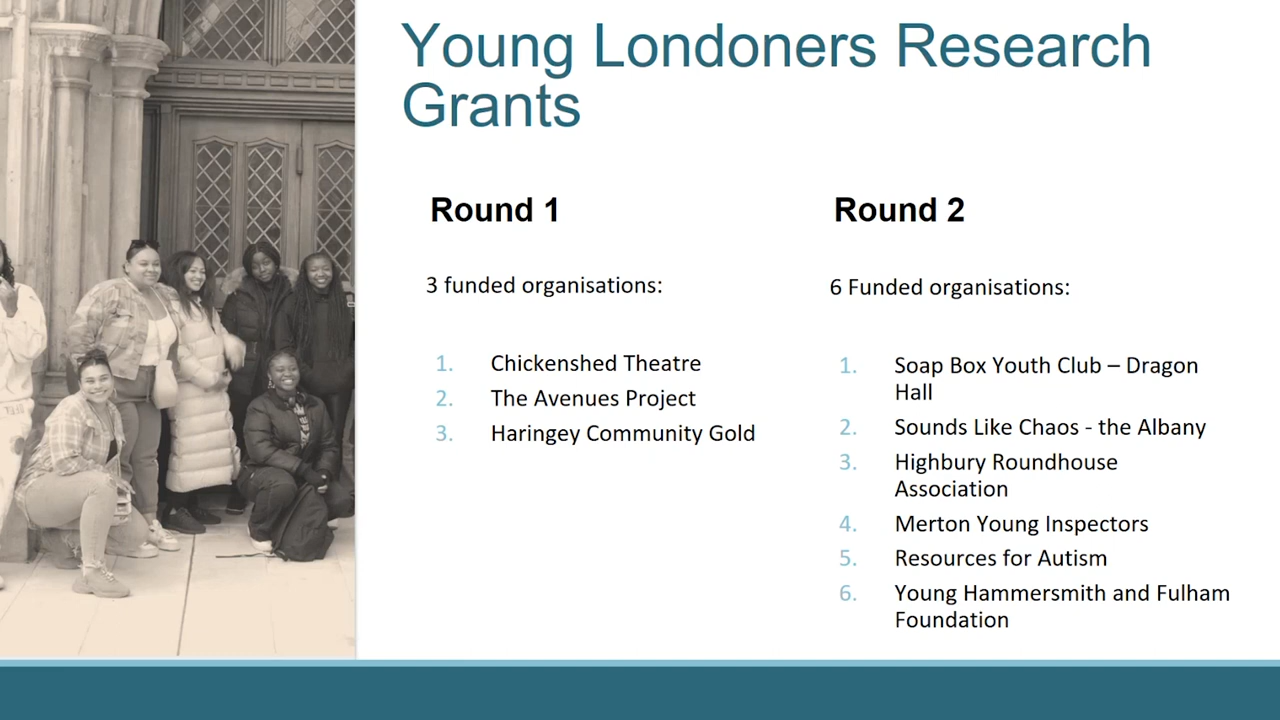 Young Londoners Research
Grants
Round 1
3 funded organisations:
1. Chickenshed Theatre
2. The Avenues Project
3. Haringey Community Gold
Round 2
6 Funded organisations:
1. Soap Box Youth Club – Dragon
Hall
2. Sounds Like Chaos - the Albany
3. Highbury Roundhouse
Association
4. Merton Young Inspectors
5. Resources for Autism
6. Young Hammersmith and Fulham
Foundation